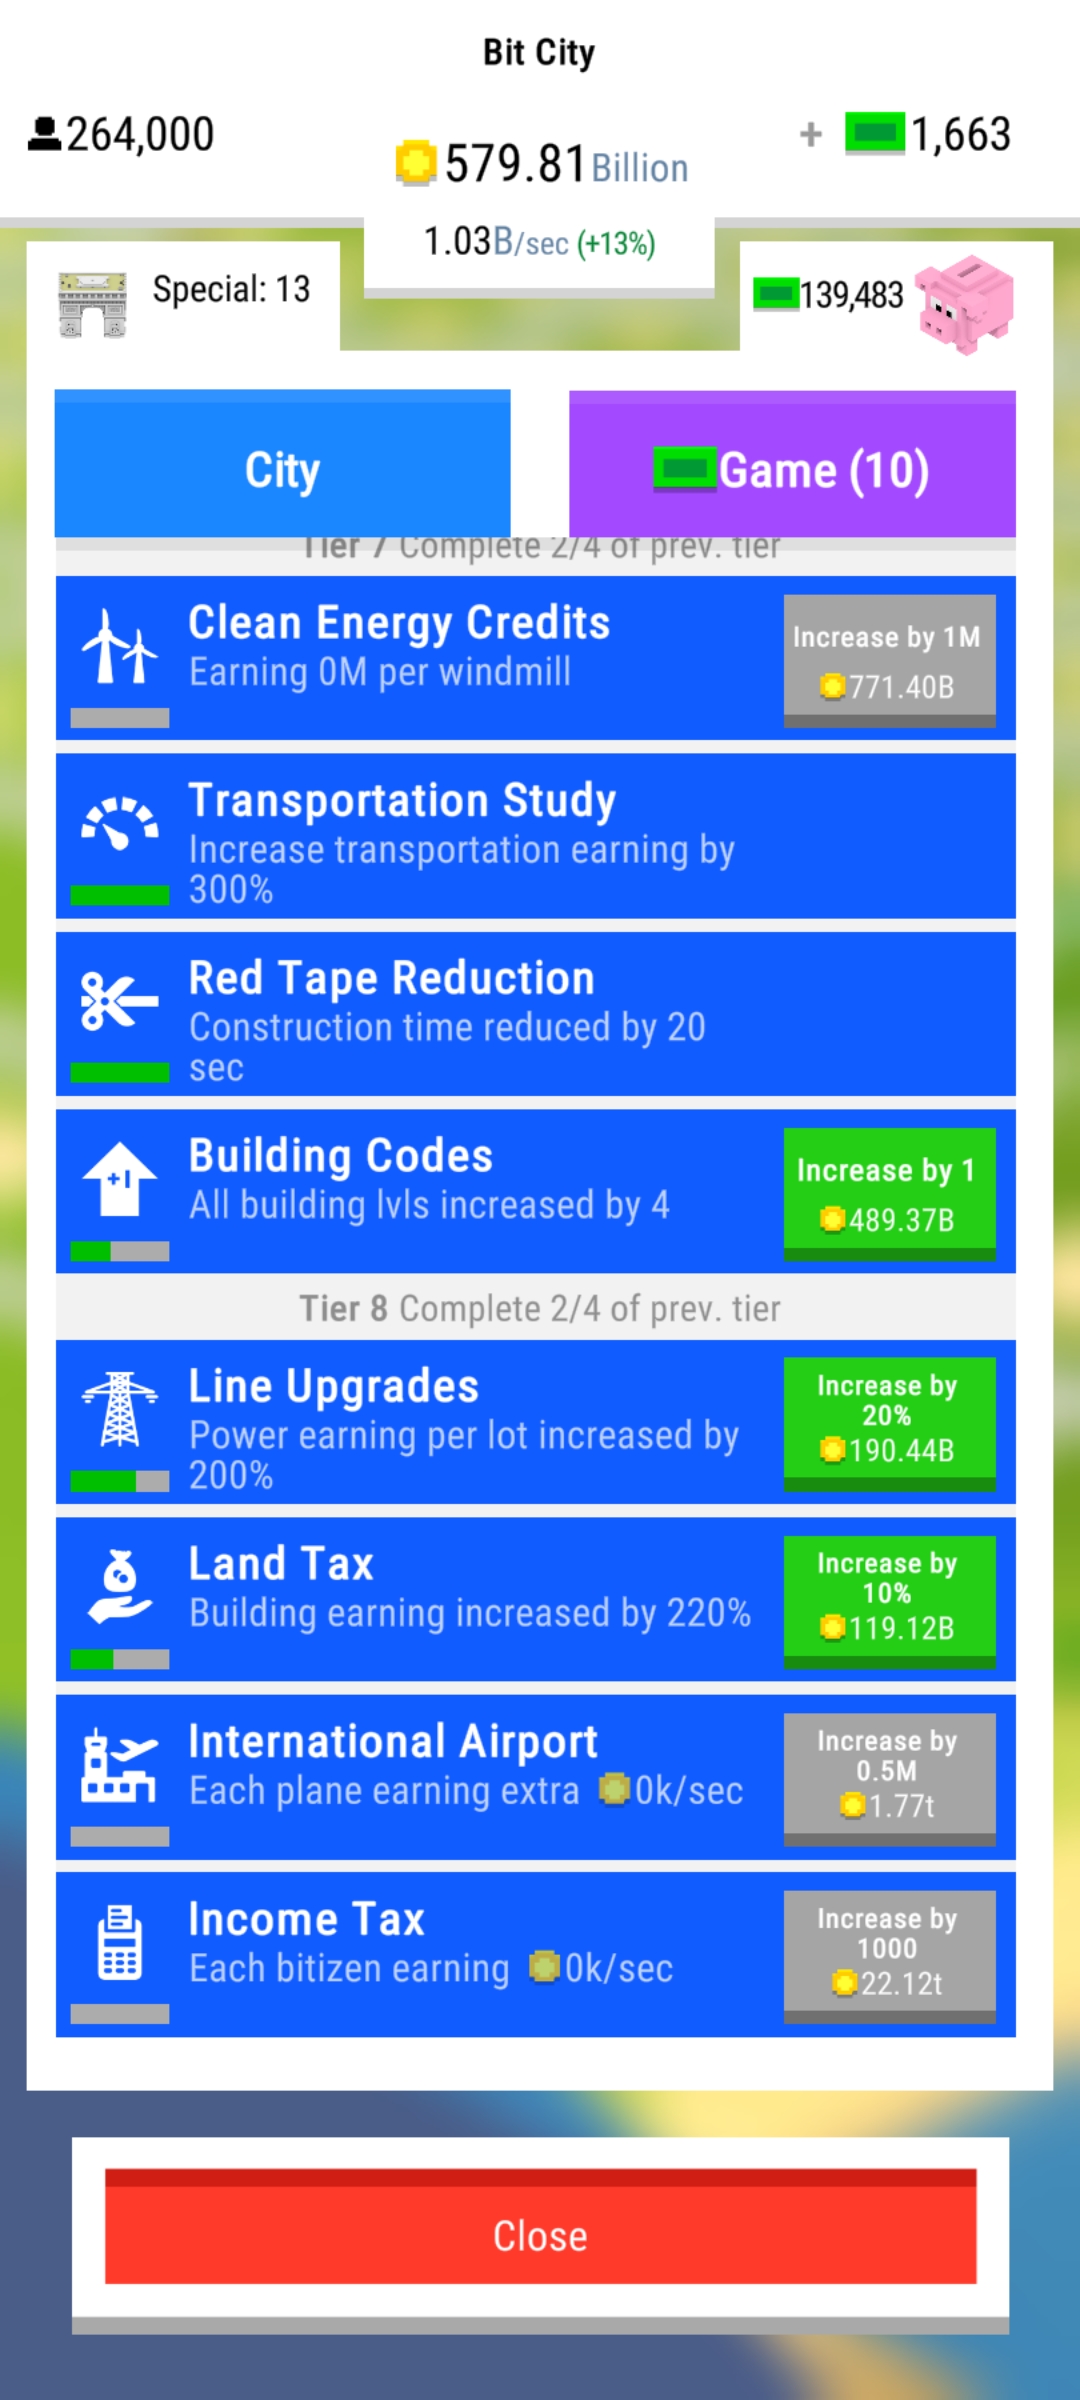 Bit City
264,000
579.81 Billion
+ 1,663
1.03B/sec (+13%)
Special: 13
139,483
City
Game (10)
Tier 7 Complete 2/4 of prev. tier
Clean Energy Credits
Earning 0M per windmill
Increase by 1M
771.40B
Transportation Study
Increase transportation earning by
300%
Red Tape Reduction
Construction time reduced by 20
sec
+1
Building Codes
All building lvls increased by 4
Increase by 1
489.37B
Tier 8 Complete 2/4 of prev. tier
Line Upgrades
Power earning per lot increased by
200%
Increase by
20%
190.44B
Land Tax
Building earning increased by 220%
Increase by
10%
119.12B
International Airport
Each plane earning extra 0k/sec
Increase by
0.5M
1.77t
Income Tax
Each bitizen earning 0k/sec
Increase by
1000
22.12t
Close